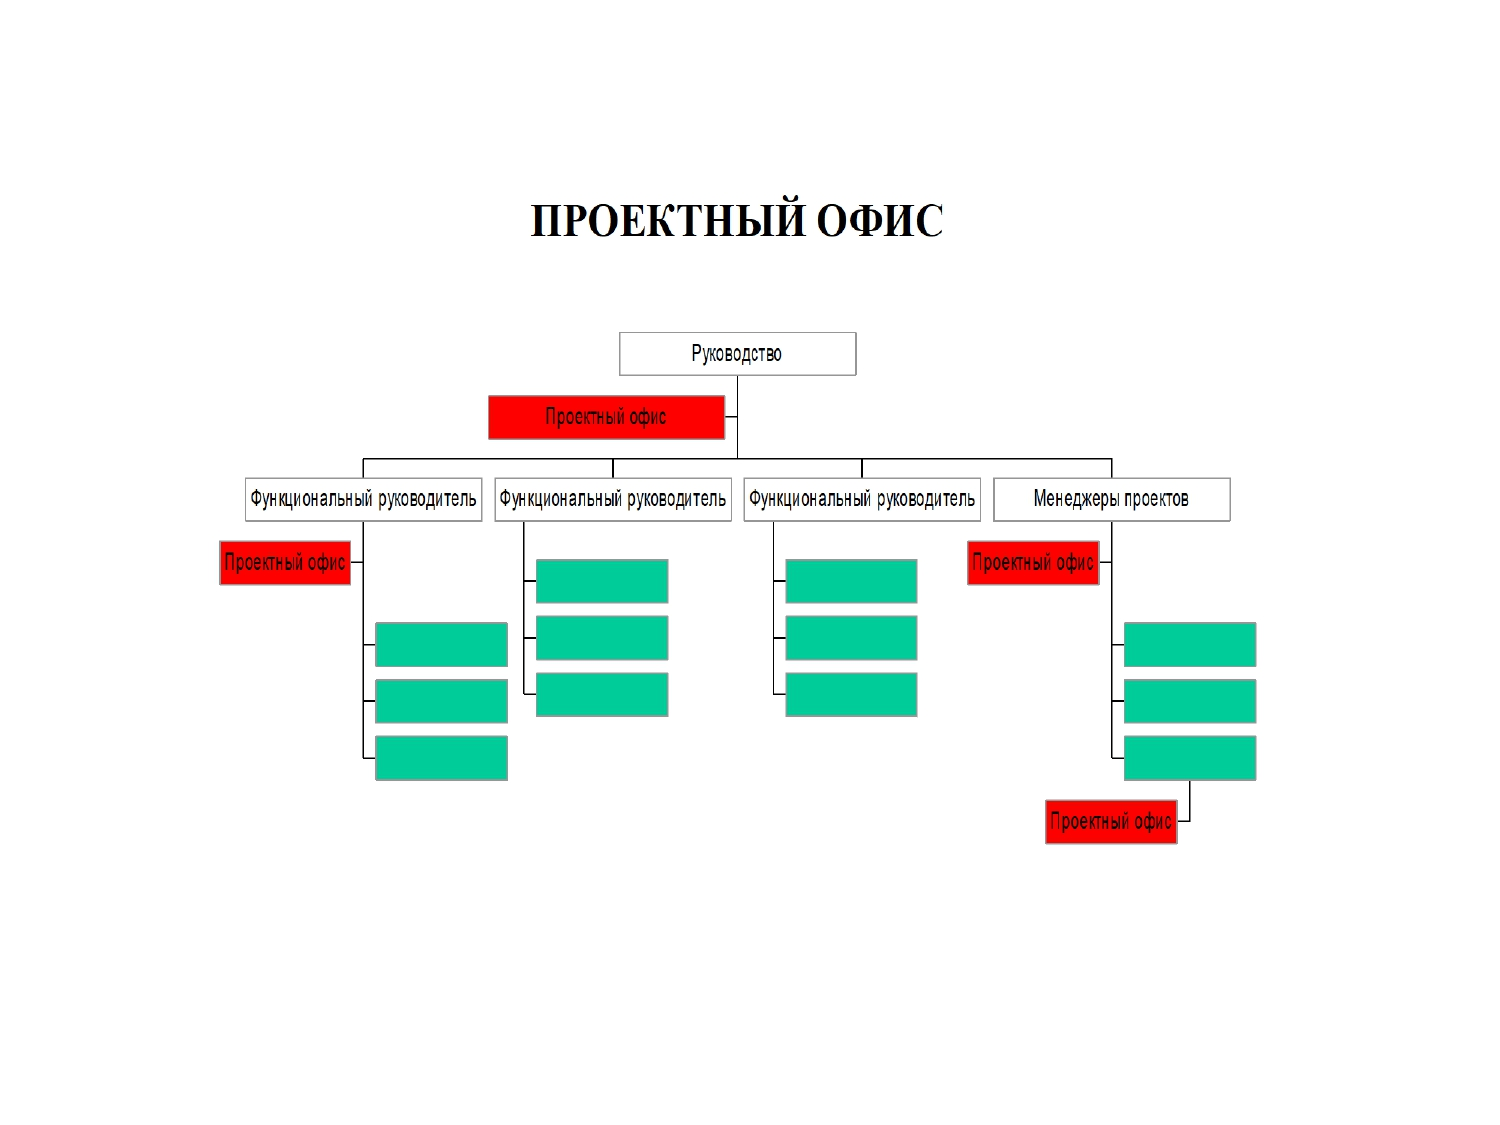 ПРОЕКТНЫЙ ОФИС
Руководство
Проектный офис
Функциональный руководитель
Функциональный руководитель
Функциональный руководитель
Менеджеры проектов
Проектный офис
Проектный офис
Проектный офис